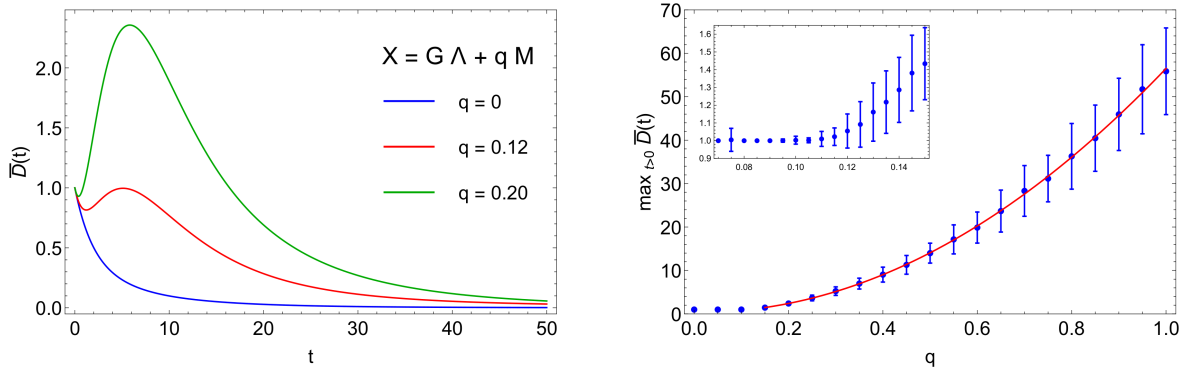 X = G Λ + q M
q = 0
q = 0.12
q = 0.20
D̅(t)
2.0
1.5
1.0
0.5
0.0
0 10 20 30 40 50
t
max t>0 D̅(t)
70
60
50
40
30
20
10
0
1.6
1.5
1.4
1.3
1.2
1.1
1.0
0.9
0.08 0.10 0.12 0.14
0.0 0.2 0.4 0.6 0.8 1.0
q